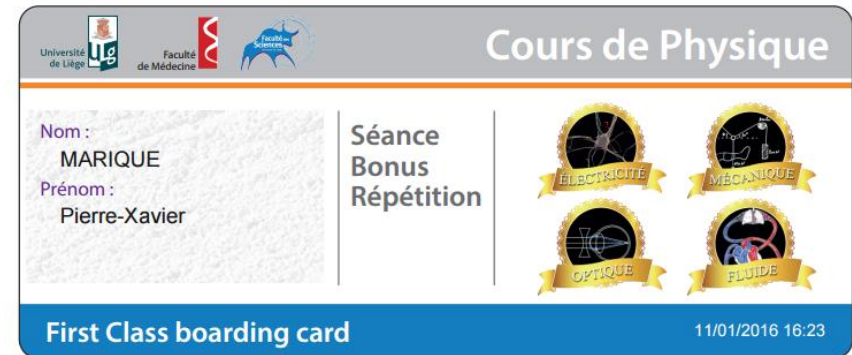 Université
de Liège
ULg
Faculté
de Médecine
Faculté des
Sciences
Cours de Physique
Nom :
MARIQUE
Prénom :
Pierre-Xavier
Séance
Bonus
Répétition
ÉLECTRICITÉ
MÉCANIQUE
OPTIQUE
FLUIDE
First Class boarding card
11/01/2016 16:23